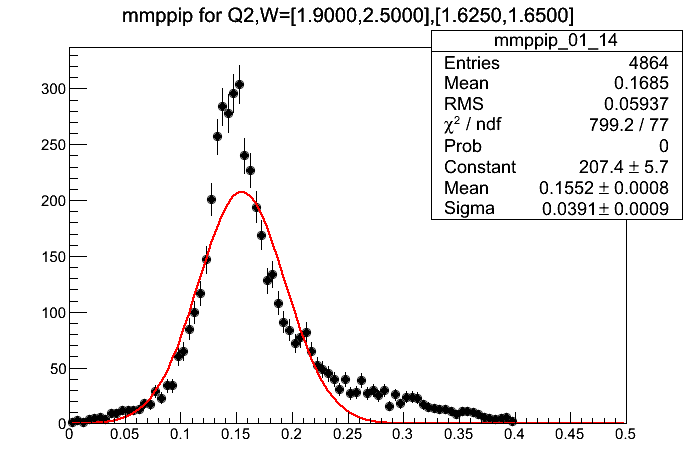 mmppip for Q2,W=[1.9000,2.5000],[1.6250,1.6500]
mmppip_01_14
Entries 4864
Mean 0.1685
RMS 0.05937
χ² / ndf 799.2 / 77
Prob 0
Constant 207.4 ± 5.7
Mean 0.1552 ± 0.0008
Sigma 0.0391 ± 0.0009
300
250
200
150
100
50
0
0 0.05 0.1 0.15 0.2 0.25 0.3 0.35 0.4 0.45 0.5